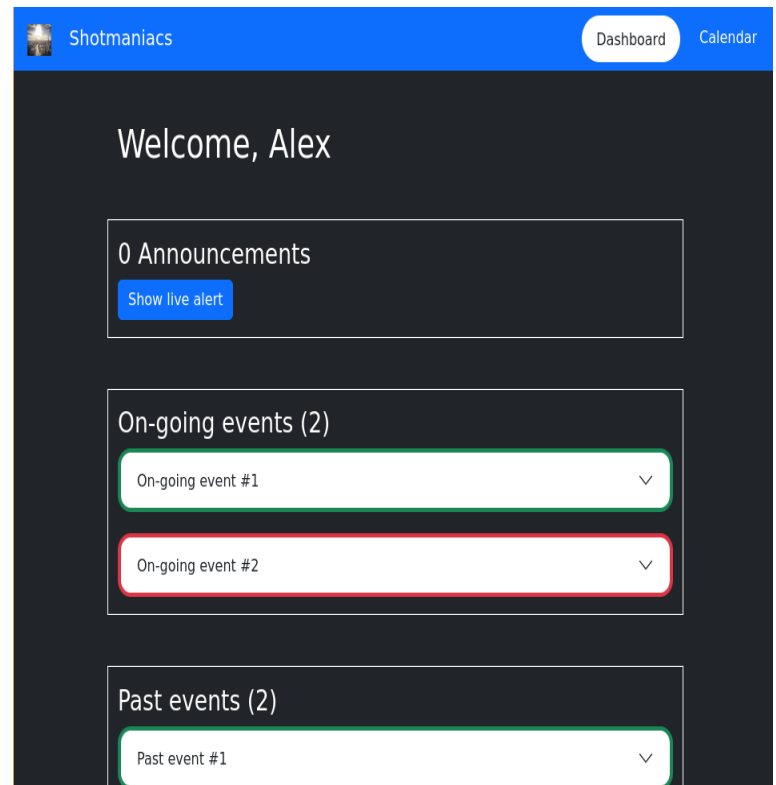 Shotmaniacs
Dashboard
Calendar
Welcome, Alex
0 Announcements
Show live alert
On-going events (2)
On-going event #1
On-going event #2
Past events (2)
Past event #1